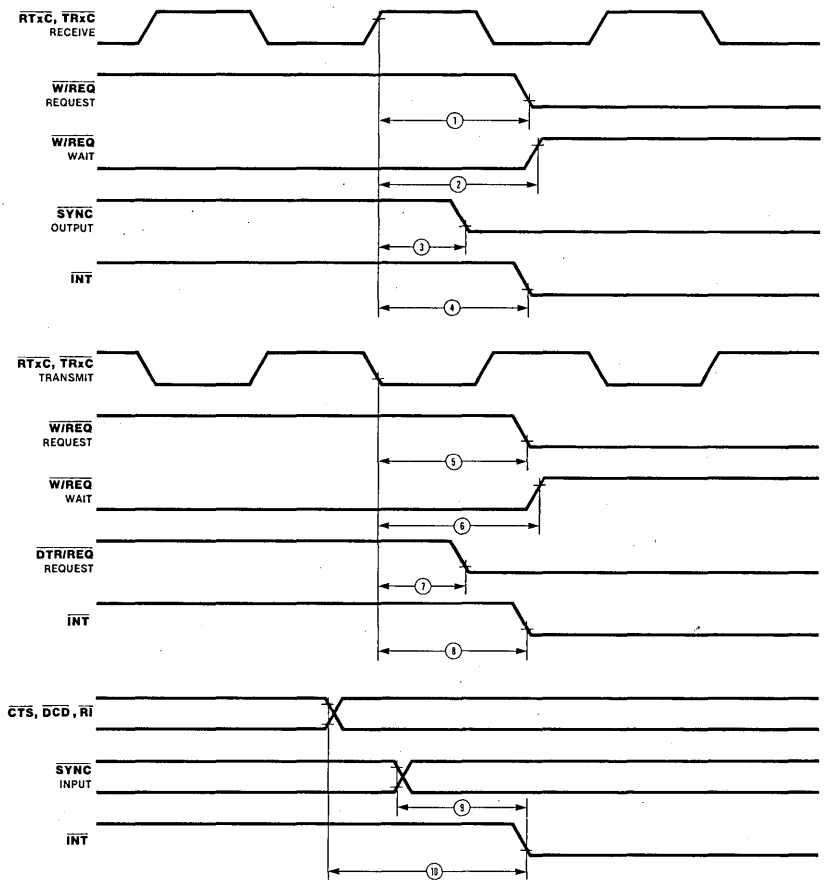 RTxC, TRxC
RECEIVE
W/REQ
REQUEST
1
W/REQ
WAIT
2
SYNC
OUTPUT
3
INT
4
RTxC, TRxC
TRANSMIT
W/REQ
REQUEST
5
W/REQ
WAIT
6
DTR/REQ
REQUEST
7
INT
8
CTS, DCD, RI
SYNC
INPUT
9
INT
10